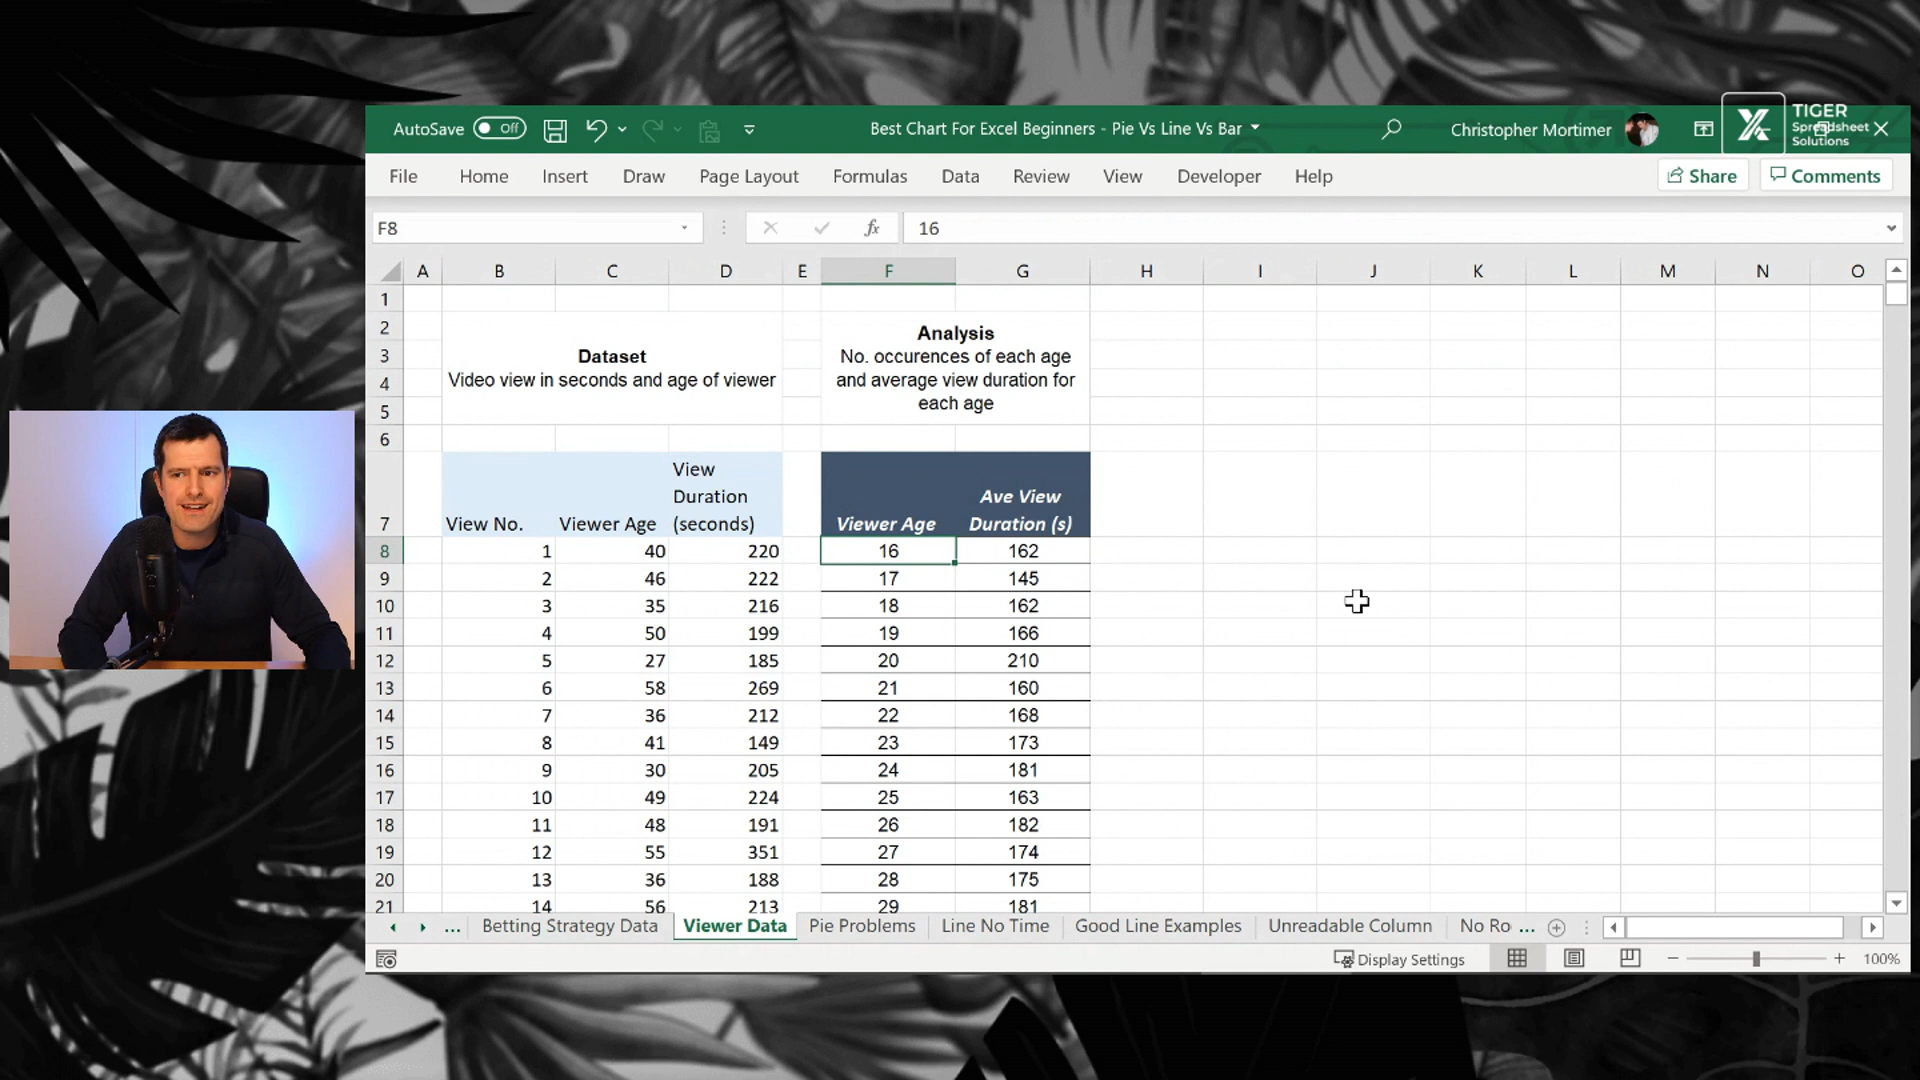 AutoSave Off Best Chart For Excel Beginners - Pie Vs Line Vs Bar Christopher Mortimer
TIGER
Spreadsheet
Solutions
File Home Insert Draw Page Layout Formulas Data Review View Developer Help Share Comments
F8 fx 16
A B C D E F G H I J K L M N O
1
2
3
4
5
6
7
Dataset
Video view in seconds and age of viewer
Analysis
No. occurences of each age
and average view duration for
each age
View No. Viewer Age View
Duration
(seconds)
Viewer Age Ave View
Duration (s)
8 1 40 220 16 162
9 2 46 222 17 145
10 3 35 216 18 162
11 4 50 199 19 166
12 5 27 185 20 210
13 6 58 269 21 160
14 7 36 212 22 168
15 8 41 149 23 173
16 9 30 205 24 181
17 10 49 224 25 163
18 11 48 191 26 182
19 12 55 351 27 174
20 13 36 188 28 175
21 14 56 213 29 181
... Betting Strategy Data Viewer Data Pie Problems Line No Time Good Line Examples Unreadable Column No Ro ...
Display Settings 100%